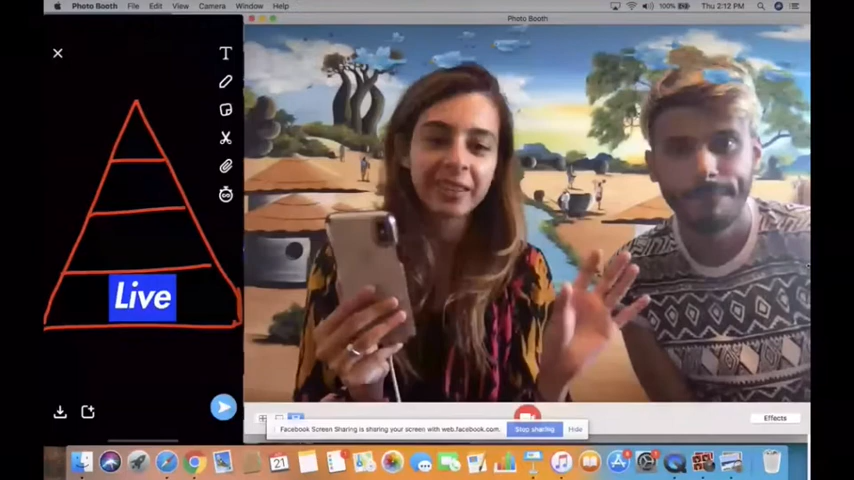 Photo Booth File Edit View Camera Window Help
100% Thu 2:12 PM
Photo Booth
T
Live
Effects
Facebook Screen Sharing is sharing your screen with web.facebook.com.
Stop sharing
Hide
21